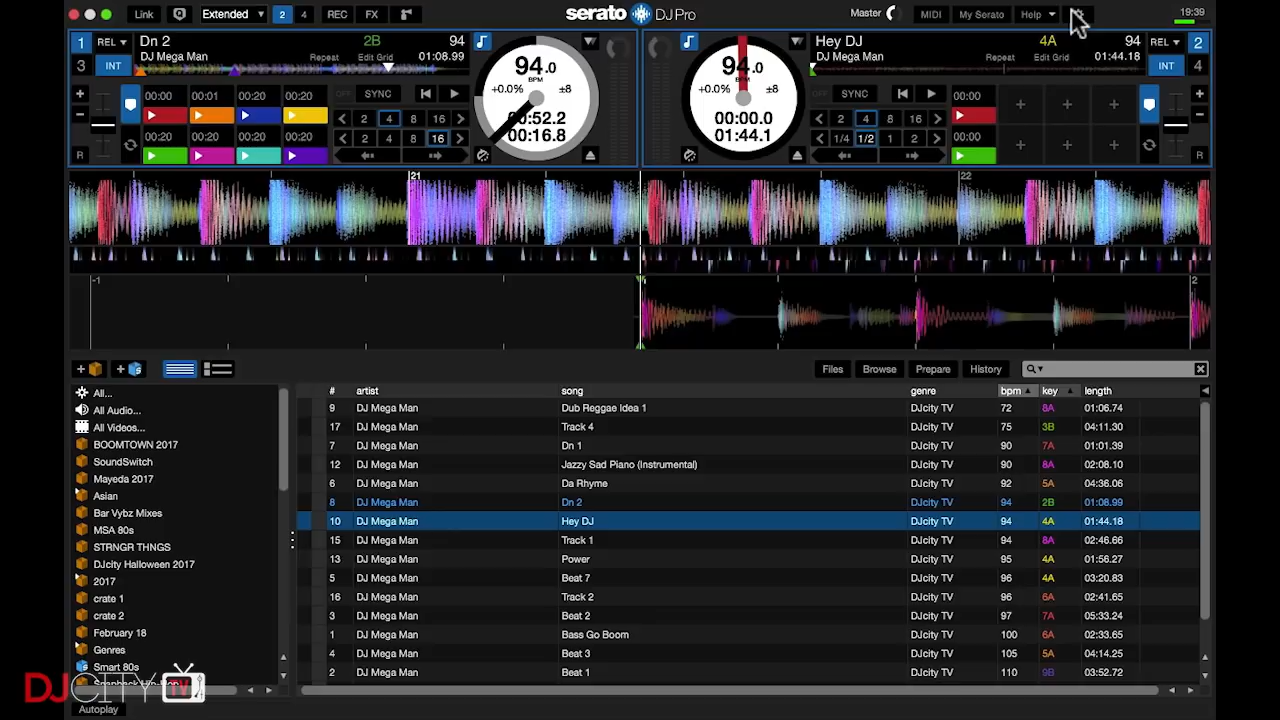 Link Extended 2 4 REC FX serato DJ Pro Master MIDI My Serato Help 19:39
1 REL Dn 2 2B 94
3 INT DJ Mega Man Repeat Edit Grid 01:08.99
00:00 00:01 00:20 00:20
00:20 00:20 00:20 00:20
R
OFF SYNC
2 4 8 16
2 4 8 16
94.0
BPM
+0.0% ±8
00:52.2
00:16.8
Hey DJ 4A 94 REL 2
DJ Mega Man Repeat Edit Grid 01:44.18 INT 4
94.0
BPM
+0.0% ±8
00:00.0
01:44.1
OFF SYNC
2 4 8 16
1/4 1/2 1 2
00:00
00:00
R
21 22
-1 1 2
Files Browse Prepare History
# artist song genre bpm key length
9 DJ Mega Man Dub Reggae Idea 1 DJcity TV 72 8A 01:06.74
17 DJ Mega Man Track 4 DJcity TV 75 3B 04:11.30
7 DJ Mega Man Dn 1 DJcity TV 90 7A 01:01.39
12 DJ Mega Man Jazzy Sad Piano (Instrumental) DJcity TV 90 8A 02:08.10
6 DJ Mega Man Da Rhyme DJcity TV 92 5A 04:36.06
8 DJ Mega Man Dn 2 DJcity TV 94 2B 01:08.99
10 DJ Mega Man Hey DJ DJcity TV 94 4A 01:44.18
15 DJ Mega Man Track 1 DJcity TV 94 8A 02:46.66
13 DJ Mega Man Power DJcity TV 95 4A 01:56.27
5 DJ Mega Man Beat 7 DJcity TV 96 4A 03:20.83
16 DJ Mega Man Track 2 DJcity TV 96 6A 02:41.65
3 DJ Mega Man Beat 2 DJcity TV 97 7A 05:33.24
1 DJ Mega Man Bass Go Boom DJcity TV 100 6A 02:33.65
4 DJ Mega Man Beat 3 DJcity TV 105 5A 02:44.64
2 DJ Mega Man Beat 1 DJcity TV 110 9B 03:52.72
All...
All Audio...
All Videos...
BOOMTOWN 2017
SoundSwitch
Mayeda 2017
Asian
Bar Vybz Mixes
MSA 80s
STRNGR THNGS
DJcity Halloween 2017
2017
crate 1
crate 2
February 18
Genres
Smart 80s
DJCITY TV
Autoplay